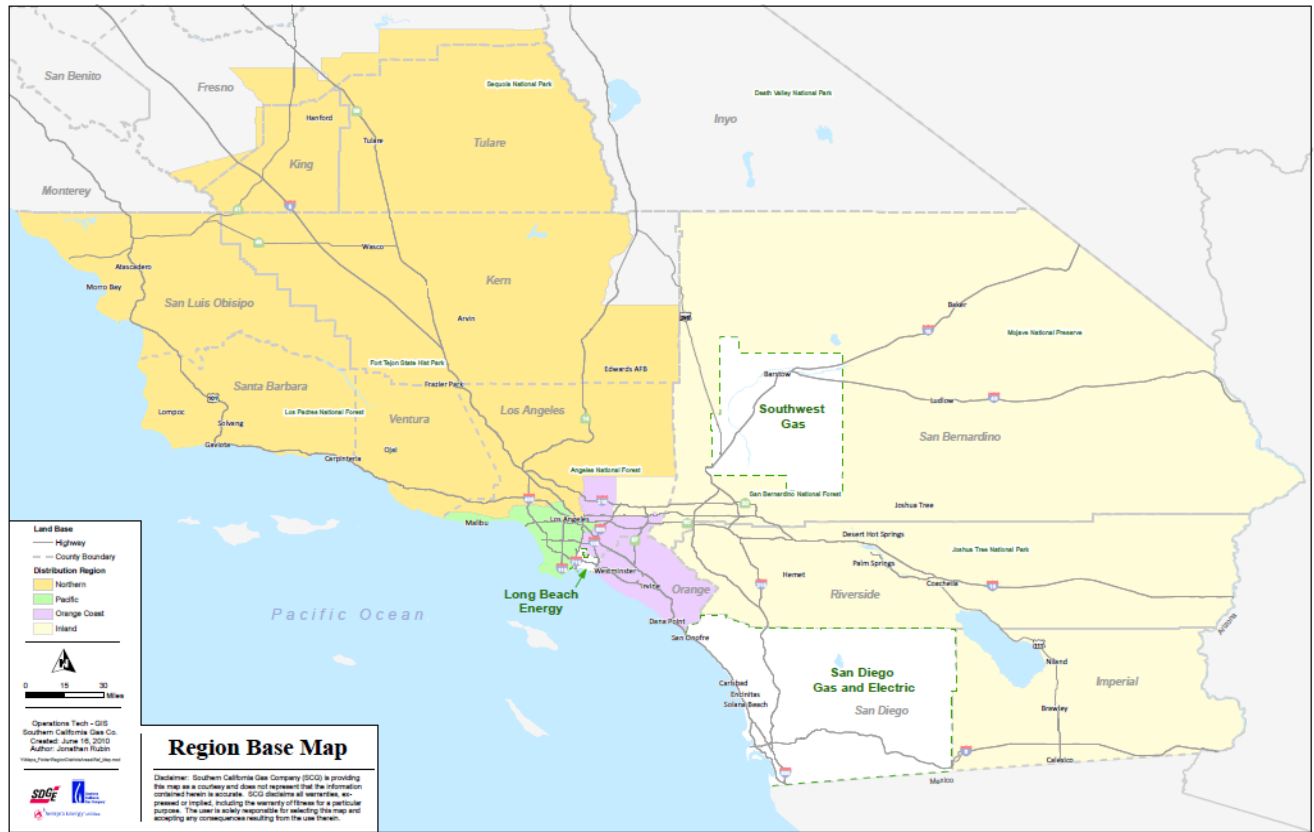 San Benito
Fresno
Sequoia National Park
Death Valley National Park
Inyo
Hanford
Tulare
Tulare
King
Monterey
Wasco
Atascadero
Kern
Morro Bay
San Luis Obisipo
Baker
Arvin
Mojave National Preserve
Fort Tejon State Hist Park
Edwards AFB
Barstow
Frazier Park
Santa Barbara
Ludlow
Lompoc
Los Padres National Forest
Ventura
Los Angeles
Southwest
Gas
Solvang
San Bernardino
Gaviota
Ojai
Carpinteria
Angeles National Forest
San Bernardino National Forest
Joshua Tree
Malibu
Los Angeles
Desert Hot Springs
Joshua Tree National Park
Palm Springs
Westminster
Hemet
Coachella
Irvine
Orange
Riverside
Long Beach
Energy
Pacific Ocean
Dana Point
San Onofre
Arizona
Niland
San Diego
Gas and Electric
Imperial
Carlsbad
Encinitas
Solana Beach
San Diego
Brawley
Calexico
Mexico
Land Base
Highway
County Boundary
Distribution Region
Northern
Pacific
Orange Coast
Inland
N
0 15 30
Miles
Operations Tech - GIS
Southern California Gas Co.
Created: June 16, 2010
Author: Jonathan Rubin
SDGE
Region Base Map
Disclaimer: Southern California Gas Company (SCG) is providing
this map as a courtesy and does not represent that the information
contained herein is accurate. SCG disclaims all warranties, ex-
pressed or implied, including the warranty of fitness for a particular
purpose. The user is solely responsible for selecting this map and
accepting any consequences resulting from the use therein.